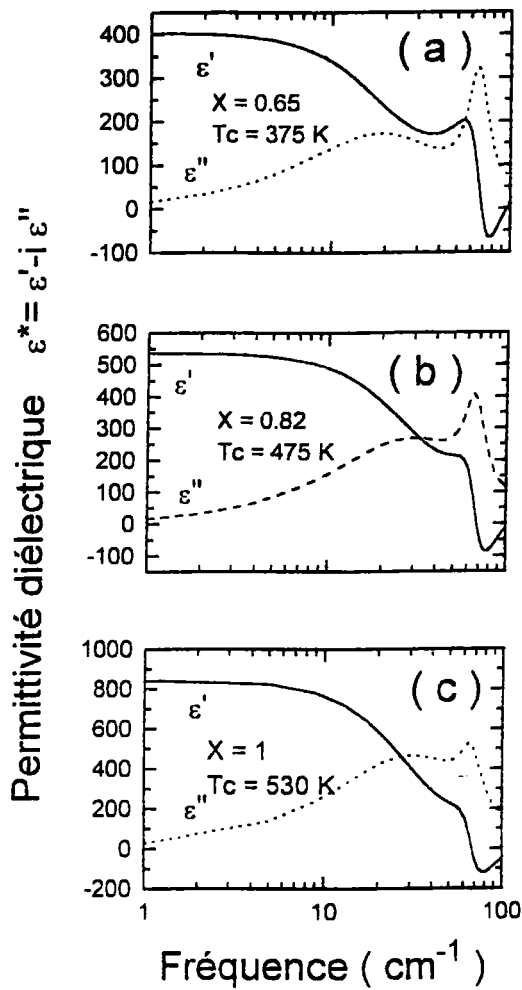 Permittivité diélectrique ε*= ε'-i ε"
400
300
200
100
0
-100
( a )
ε'
X = 0.65
Tc = 375 K
ε"
600
500
400
300
200
100
0
-100
( b )
ε'
X = 0.82
Tc = 475 K
ε"
1000
800
600
400
200
0
-200
( c )
ε'
X = 1
Tc = 530 K
ε"
1 10 100
Fréquence ( cm-1 )